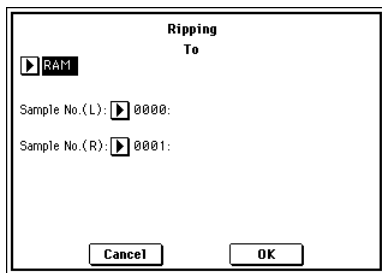 Ripping
To
RAM
Sample No.(L): 0000:
Sample No.(R): 0001:
Cancel OK